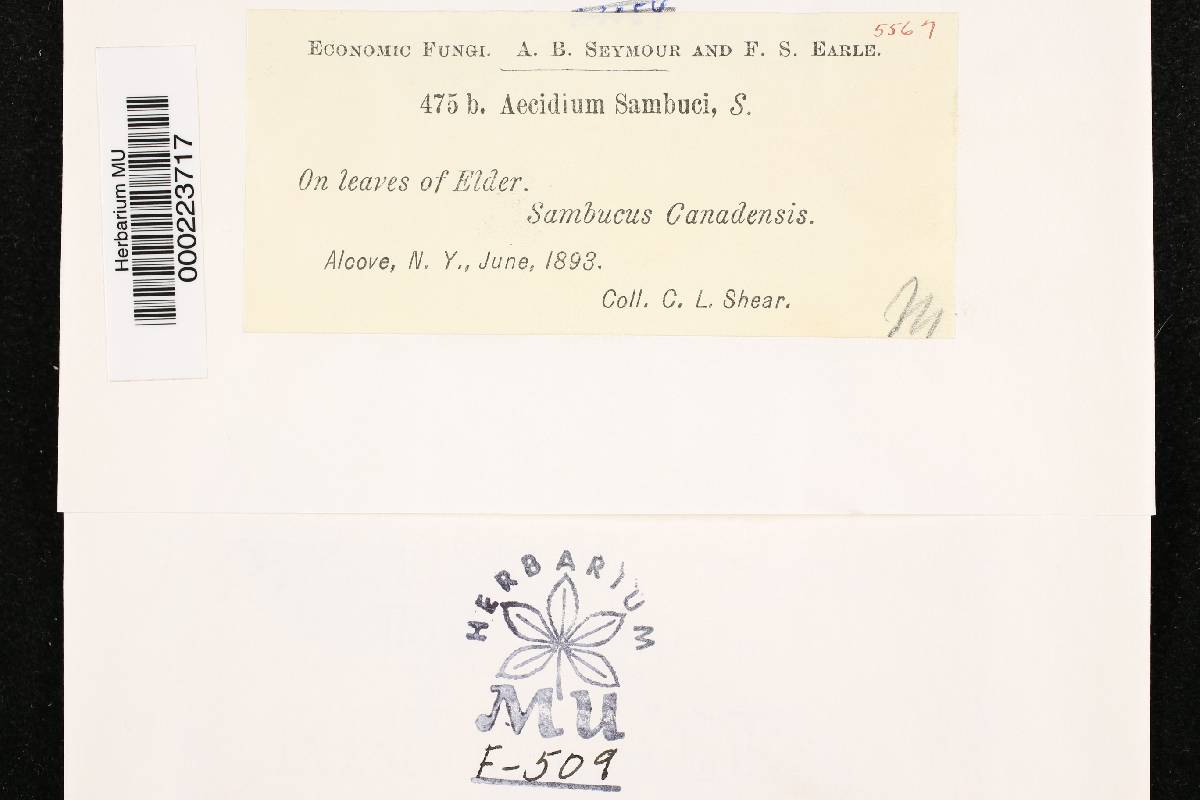 5567
ECONOMIC FUNGI. A. B. SEYMOUR AND F. S. EARLE.
475 b. Aecidium Sambuci, S.
On leaves of Elder.
Sambucus Canadensis.
Alcove, N. Y., June, 1893.
Coll. C. L. Shear.
Herbarium MU
000223717
HERBARIUM
MU
F-509